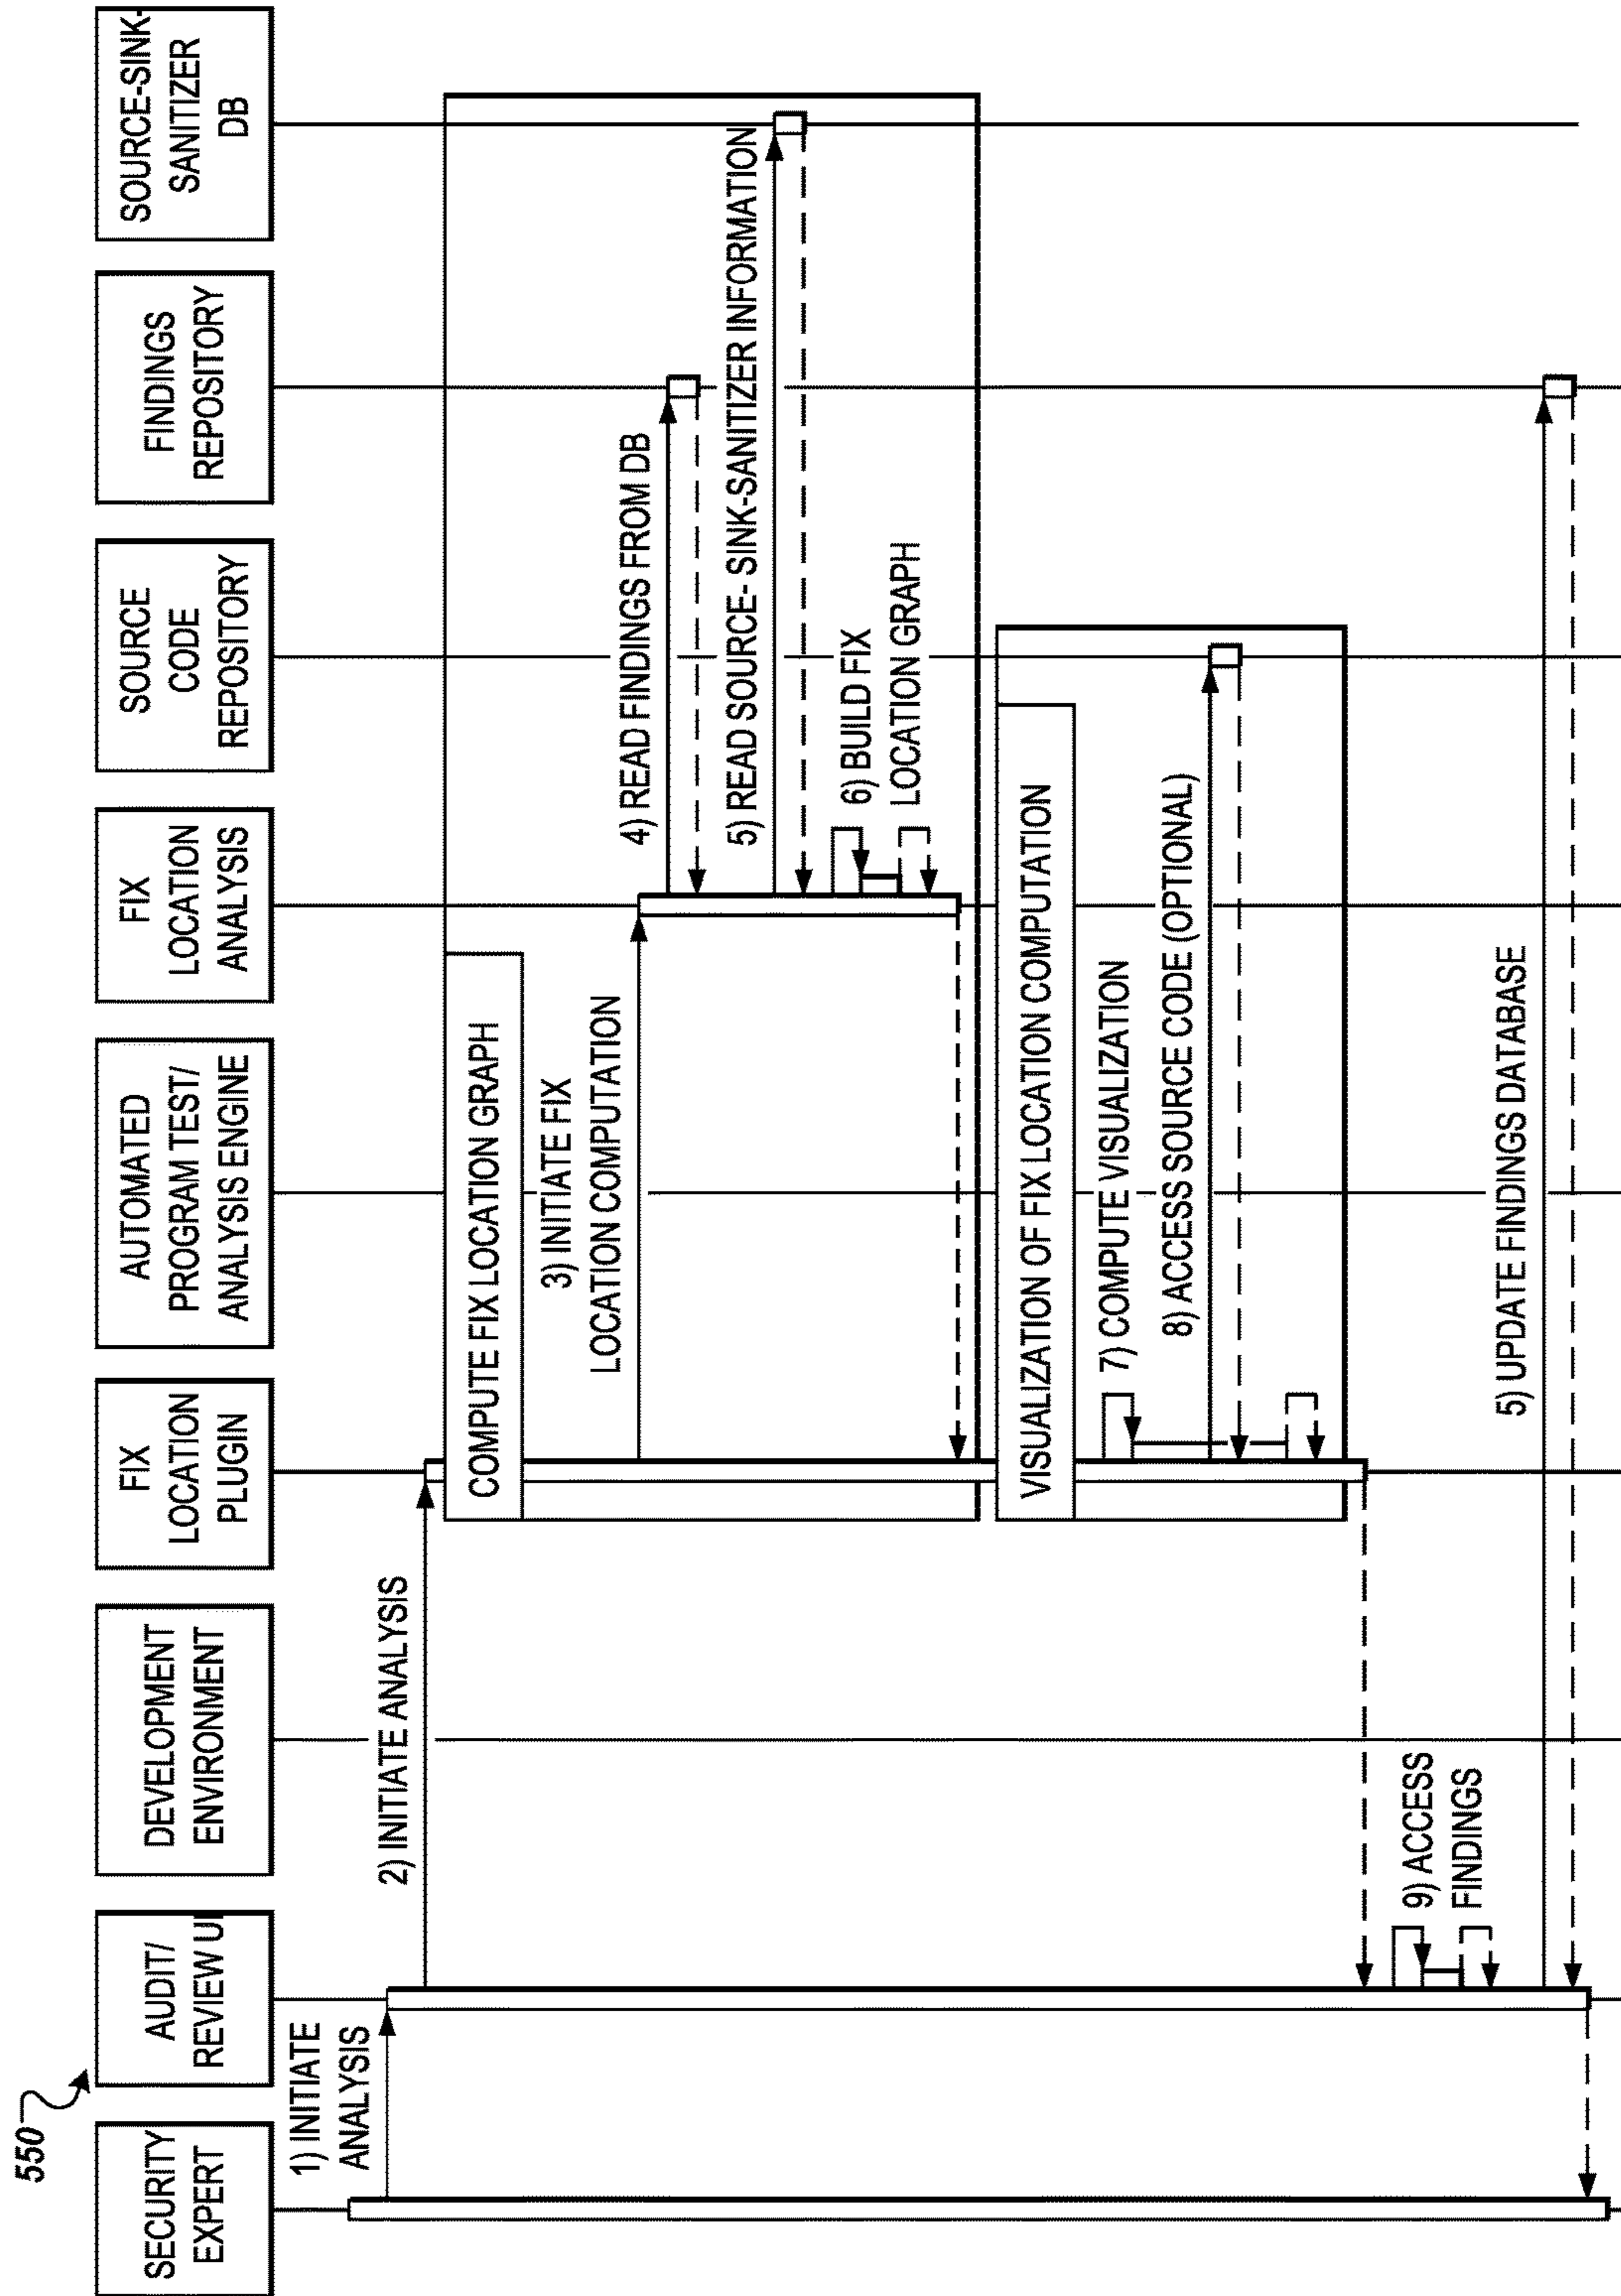 550
SECURITY
EXPERT
AUDIT/
REVIEW UI
DEVELOPMENT
ENVIRONMENT
FIX
LOCATION
PLUGIN
AUTOMATED
PROGRAM TEST/
ANALYSIS ENGINE
FIX
LOCATION
ANALYSIS
SOURCE
CODE
REPOSITORY
FINDINGS
REPOSITORY
SOURCE-SINK-
SANITIZER
DB
1) INITIATE
ANALYSIS
2) INITIATE ANALYSIS
COMPUTE FIX LOCATION GRAPH
3) INITIATE FIX
LOCATION COMPUTATION
4) READ FINDINGS FROM DB
5) READ SOURCE- SINK-SANITIZER INFORMATION
6) BUILD FIX
LOCATION GRAPH
VISUALIZATION OF FIX LOCATION COMPUTATION
7) COMPUTE VISUALIZATION
8) ACCESS SOURCE CODE (OPTIONAL)
9) ACCESS
FINDINGS
5) UPDATE FINDINGS DATABASE